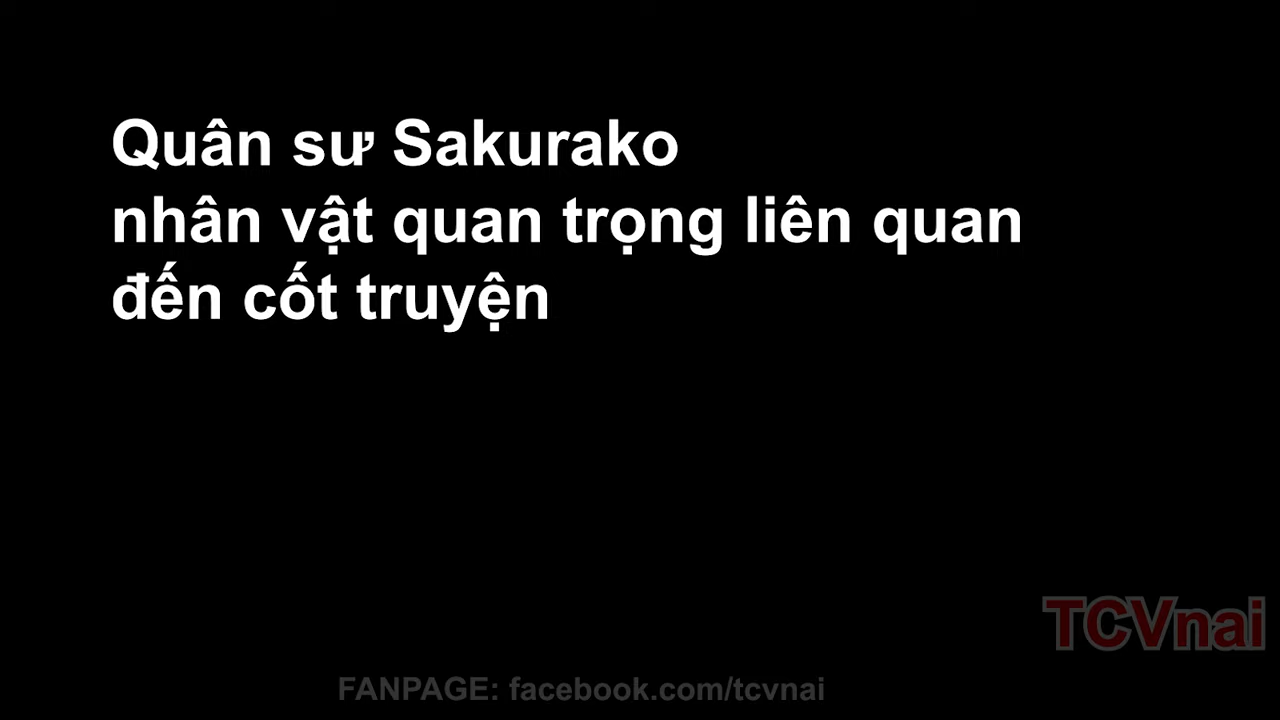 Quân sư Sakurako
nhân vật quan trọng liên quan
đến cốt truyện
TCVnai
FANPAGE: facebook.com/tcvnai